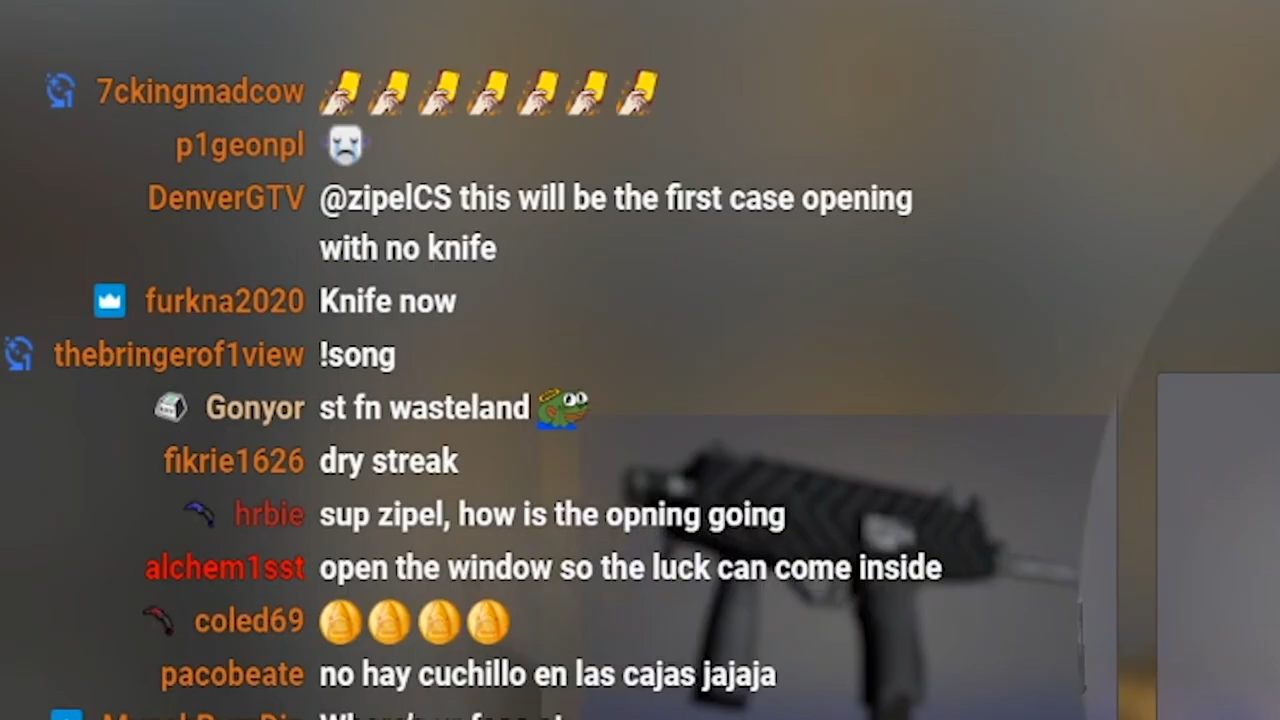 7ckingmadcow
p1geonpl
DenverGTV @zipelCS this will be the first case opening
with no knife
furkna2020 Knife now
thebringerof1view !song
Gonyor st fn wasteland
fikrie1626 dry streak
hrbie sup zipel, how is the opning going
alchem1sst open the window so the luck can come inside
coled69
pacobeate no hay cuchillo en las cajas jajaja